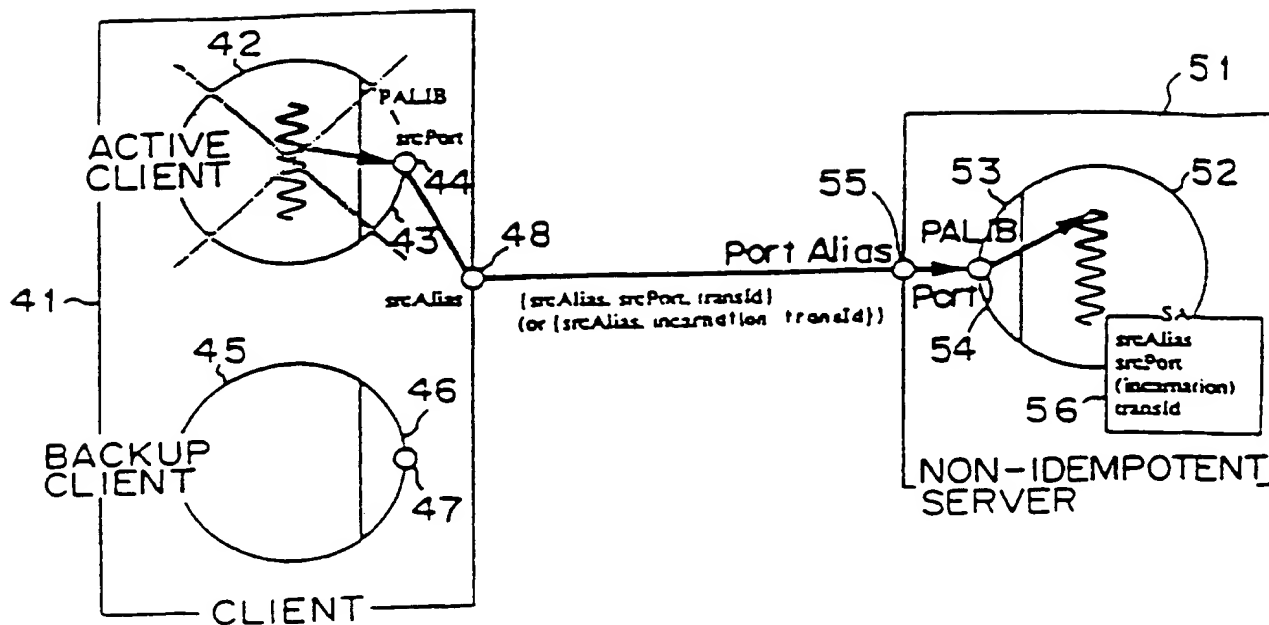 42
PALIB
srcPort
ACTIVE
CLIENT
44
43
48
41
srcAlias
(srcAlias srcPort transId)
(or (srcAlias incarnation transId))
45
46
BACKUP
CLIENT
47
CLIENT
51
55
53
52
PALIB
Port Alias
Port
54
SA
srcAlias
srcPort
(incarnation)
transId
56
NON-IDEMPOTENT
SERVER